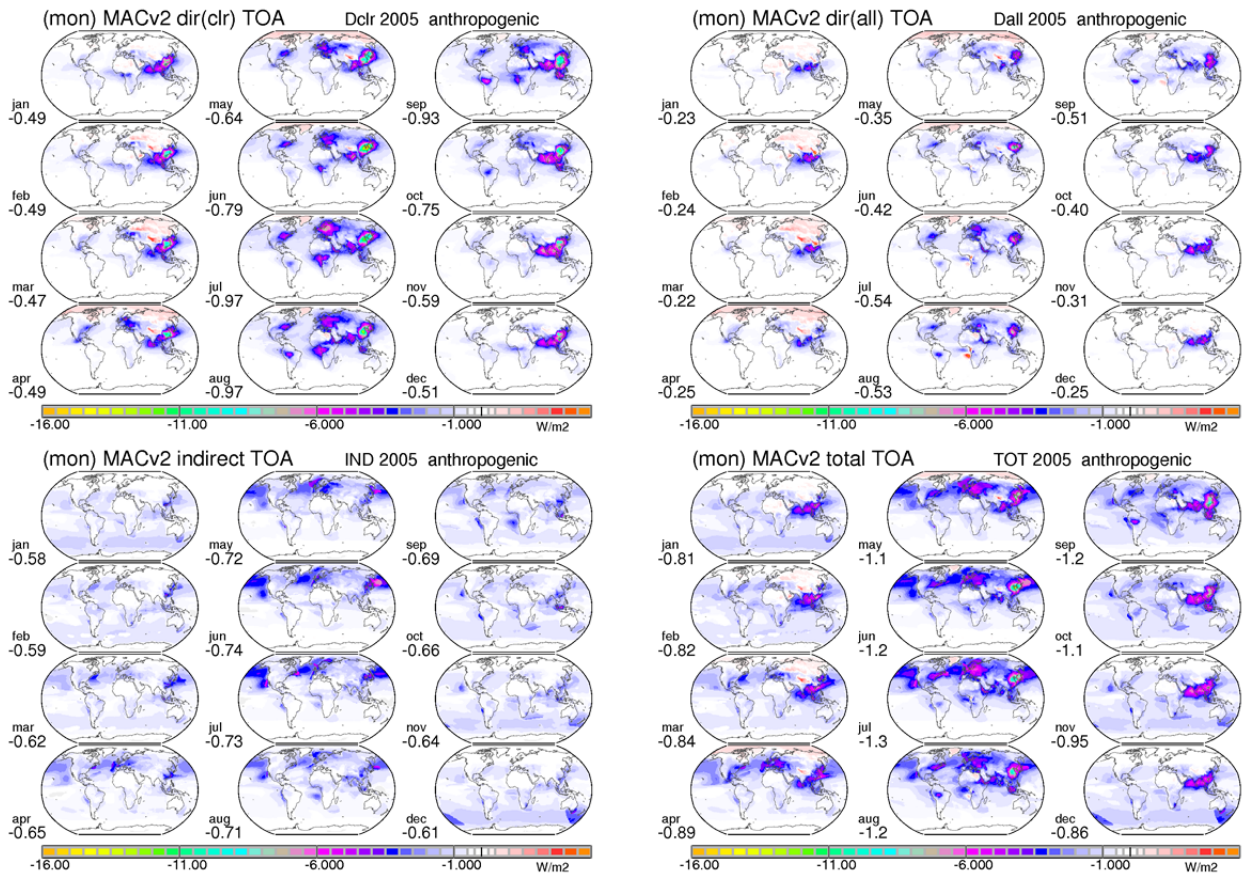 (mon) MACv2 dir(clr) TOA Dclr 2005 anthropogenic
jan may sep
-0.49 -0.64 -0.93
feb jun oct
-0.49 -0.79 -0.75
mar jul nov
-0.47 -0.97 -0.59
apr aug dec
-0.49 -0.97 -0.51
-16.00 -11.00 -6.000 -1.000 W/m2
(mon) MACv2 dir(all) TOA Dall 2005 anthropogenic
jan may sep
-0.23 -0.35 -0.51
feb jun oct
-0.24 -0.42 -0.40
mar jul nov
-0.22 -0.54 -0.31
apr aug dec
-0.25 -0.53 -0.25
-16.00 -11.00 -6.000 -1.000 W/m2
(mon) MACv2 indirect TOA IND 2005 anthropogenic
jan may sep
-0.58 -0.72 -0.69
feb jun oct
-0.59 -0.74 -0.66
mar jul nov
-0.62 -0.73 -0.64
apr aug dec
-0.65 -0.71 -0.61
-16.00 -11.00 -6.000 -1.000 W/m2
(mon) MACv2 total TOA TOT 2005 anthropogenic
jan may sep
-0.81 -1.1 -1.2
feb jun oct
-0.82 -1.2 -1.1
mar jul nov
-0.84 -1.3 -0.95
apr aug dec
-0.89 -1.2 -0.86
-16.00 -11.00 -6.000 -1.000 W/m2